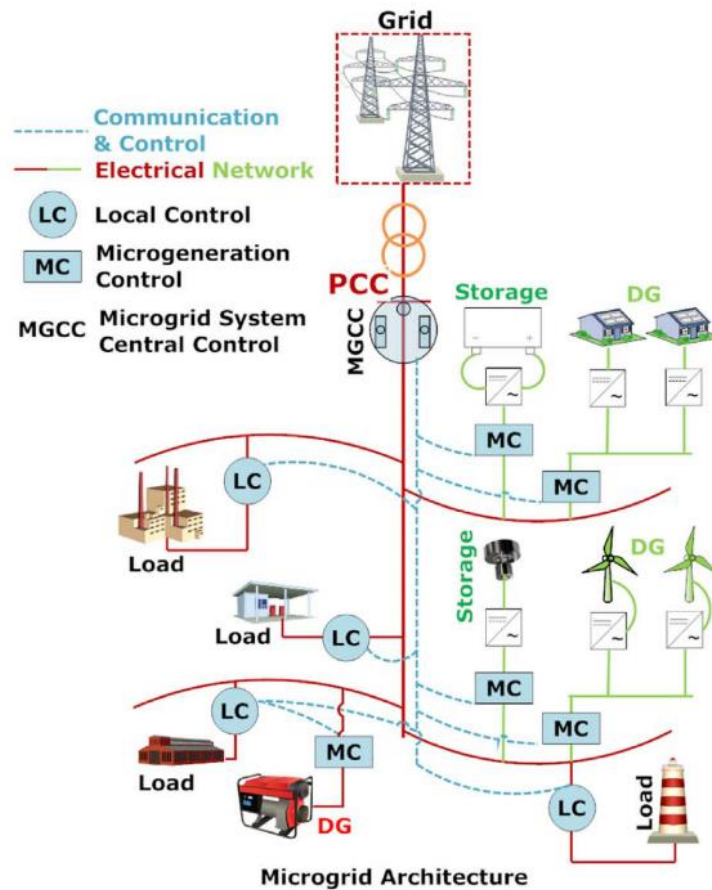 Grid
Communication
& Control
Electrical Network
LC Local Control
MC Microgeneration
Control
MGCC Microgrid System
Central Control
PCC
MGCC
Storage
DG
- +
~
~
~
MC
MC
LC
Load
Storage
DG
~
~
~
Load
LC
MC
LC
MC
MC
Load
DG
LC
Load
Microgrid Architecture